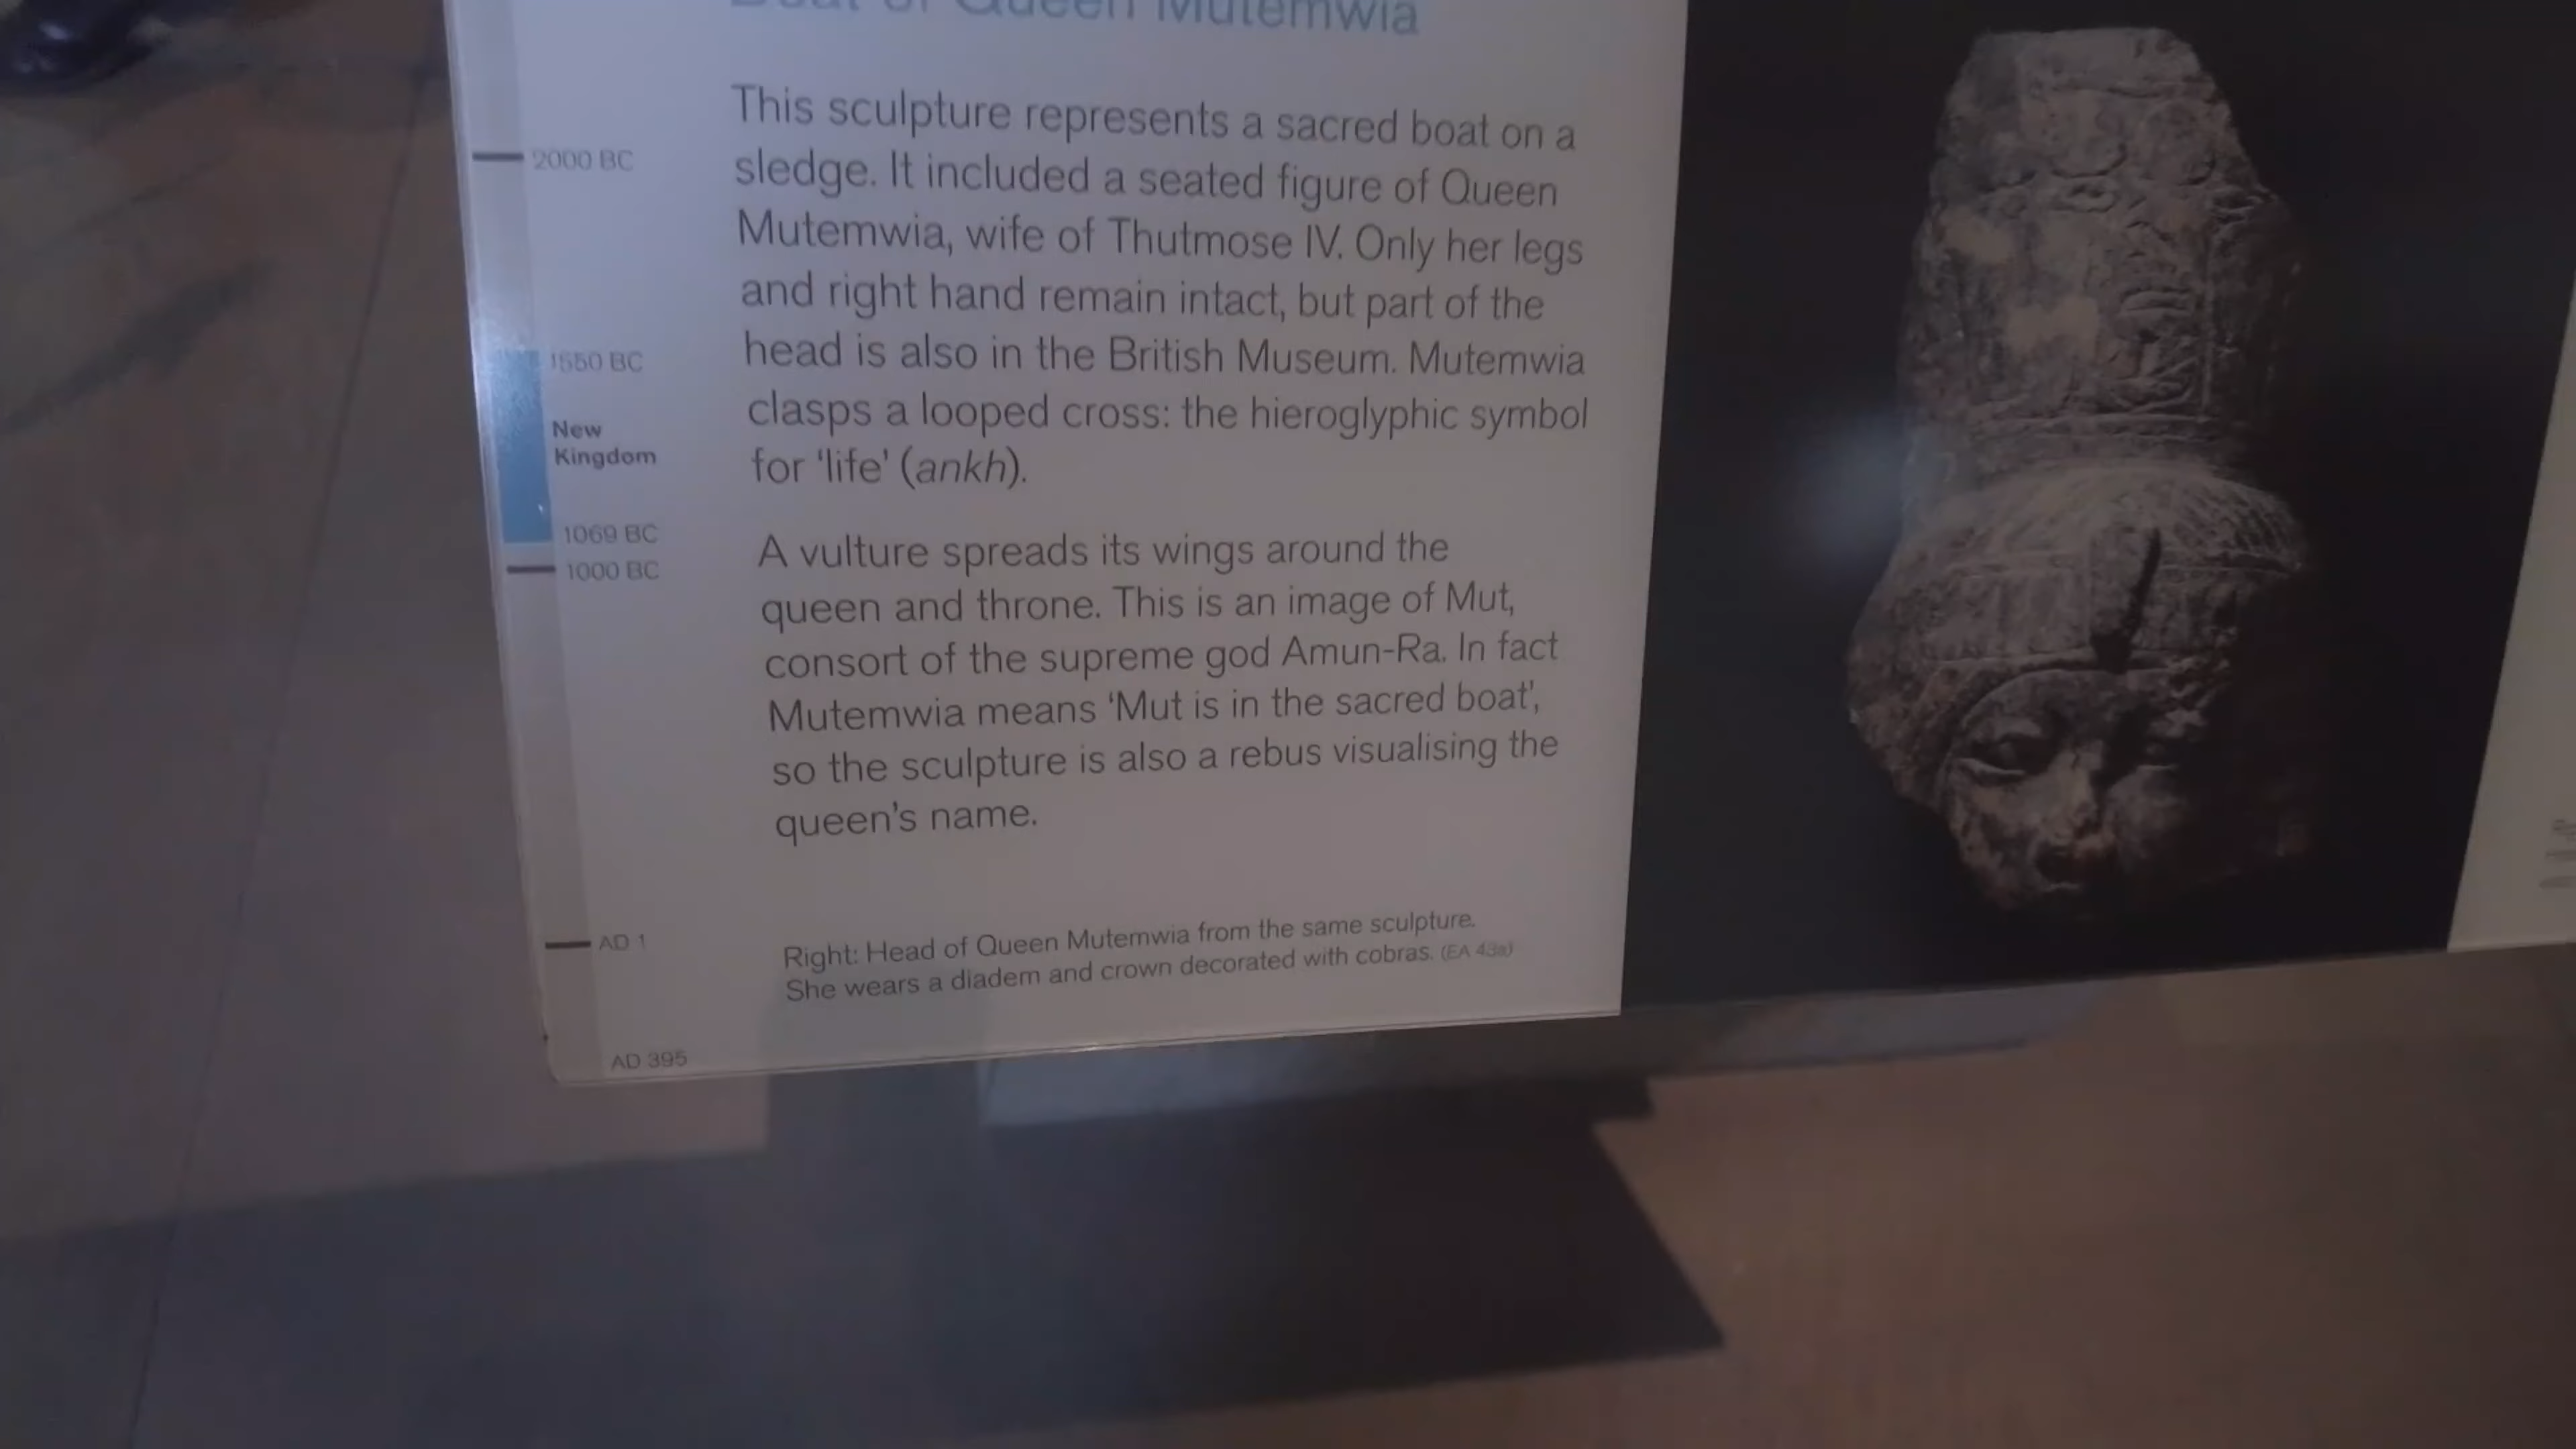 Boat of Queen Mutemwia
This sculpture represents a sacred boat on a
sledge. It included a seated figure of Queen
Mutemwia, wife of Thutmose IV. Only her legs
and right hand remain intact, but part of the
head is also in the British Museum. Mutemwia
clasps a looped cross: the hieroglyphic symbol
for ‘life’ (ankh).
A vulture spreads its wings around the
queen and throne. This is an image of Mut,
consort of the supreme god Amun-Ra. In fact
Mutemwia means ‘Mut is in the sacred boat’,
so the sculpture is also a rebus visualising the
queen’s name.
Right: Head of Queen Mutemwia from the same sculpture.
She wears a diadem and crown decorated with cobras. (EA 43a)
2000 BC
1550 BC
New
Kingdom
1069 BC
1000 BC
AD 1
AD 395